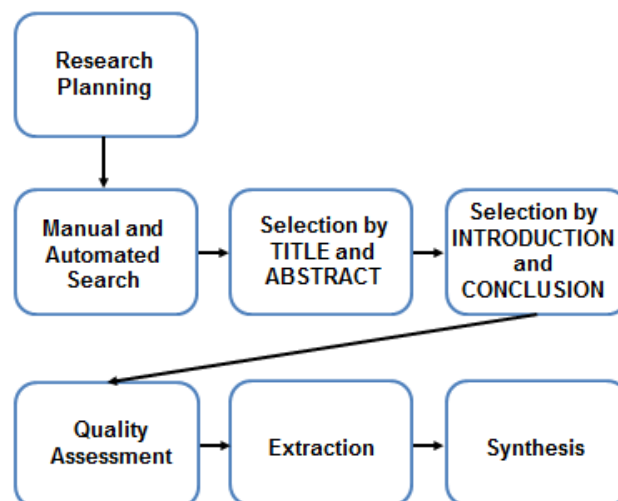 Research
Planning
Manual and
Automated
Search
Selection by
TITLE and
ABSTRACT
Selection by
INTRODUCTION
and
CONCLUSION
Quality
Assessment
Extraction
Synthesis